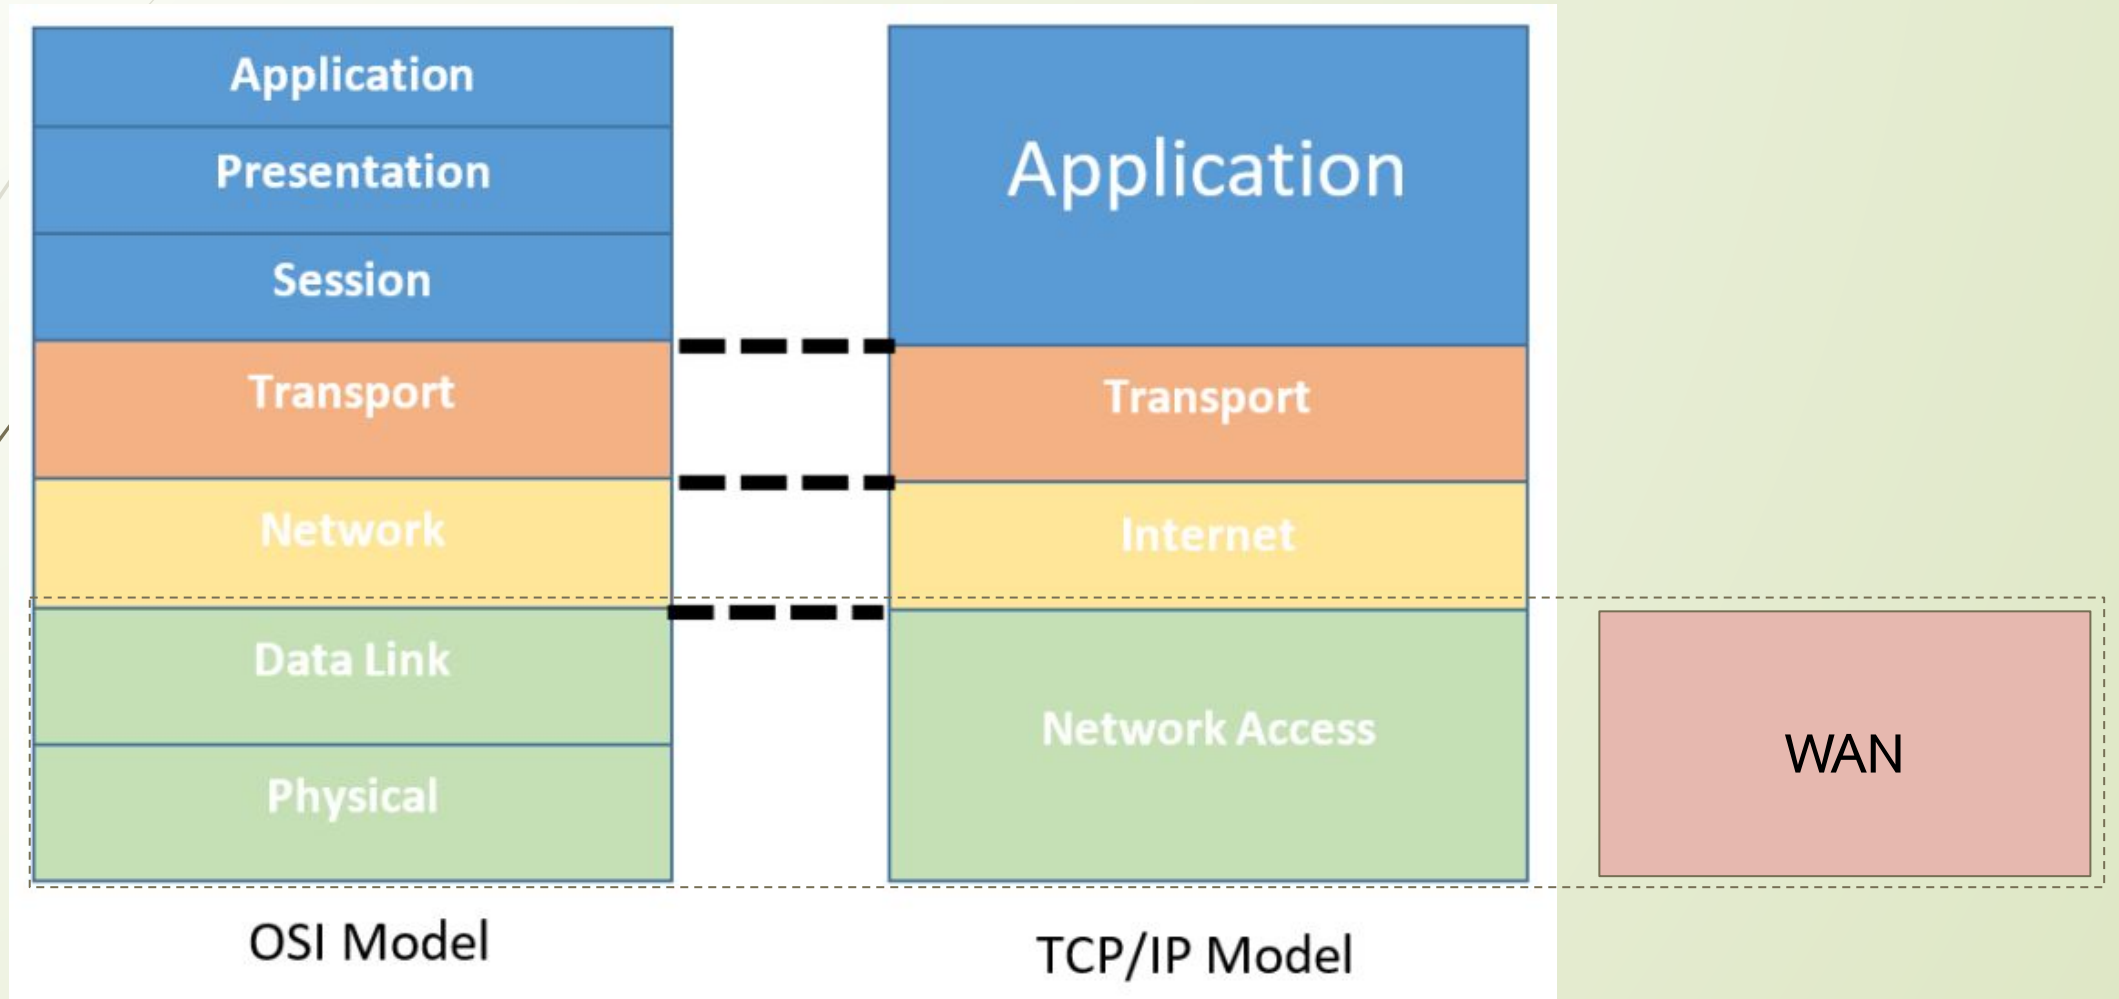 Application
Presentation
Session
Transport
Network
Data Link
Physical
OSI Model
Application
Transport
Internet
Network Access
TCP/IP Model
WAN